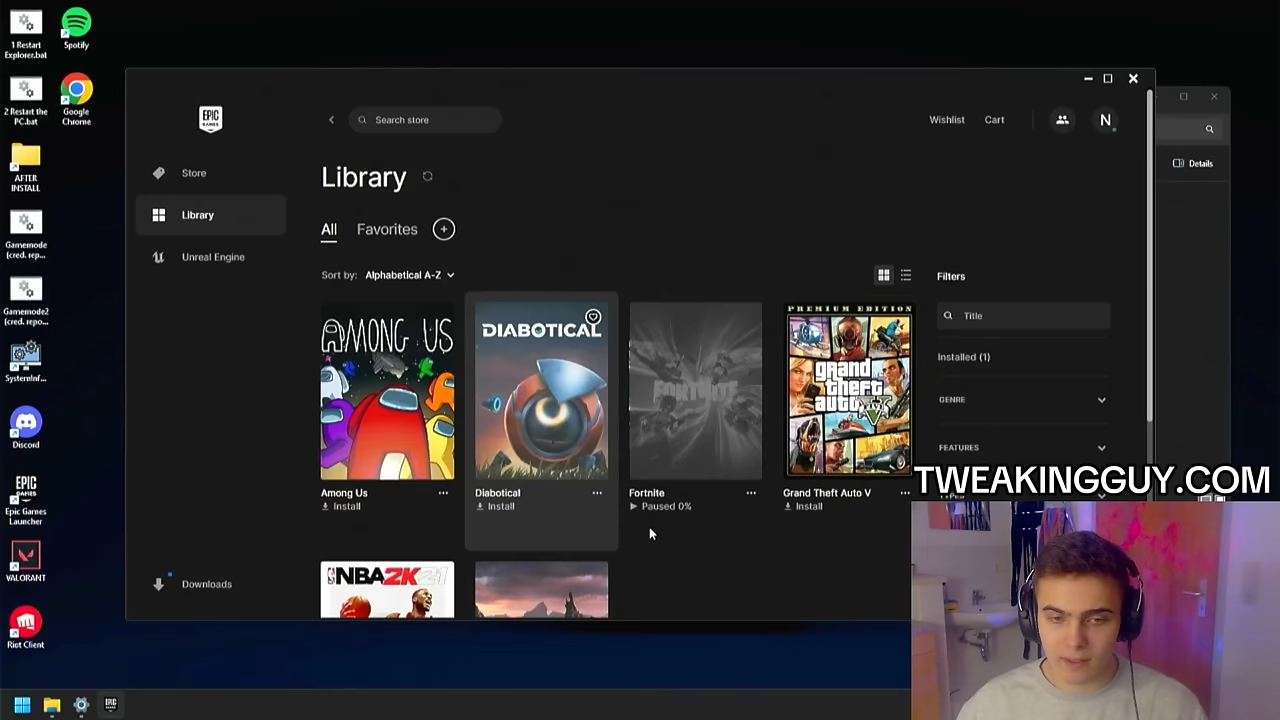 1 Restart
Explorer.bat
Spotify
2 Restart the
PC.bat
Google
Chrome
AFTER
INSTALL
Gamemode
(cred. rep...
Gamemode2
(cred. repo...
SystemInf...
Discord
EPIC
GAMES
Epic Games
Launcher
VALORANT
Riot Client
EPIC
GAMES
Search store
Wishlist
Cart
N
Store
Library
Unreal Engine
Downloads
Library
All
Favorites
Sort by: Alphabetical A-Z
Filters
Title
Installed (1)
GENRE
FEATURES
AMONG US
Among Us
Install
DIABOTICAL
Diabotical
Install
FORTNITE
Fortnite
Paused 0%
PREMIUM EDITION
grand
theft
auto V
Grand Theft Auto V
Install
NBA 2K21
Details
TWEAKINGGUY.COM
EPIC